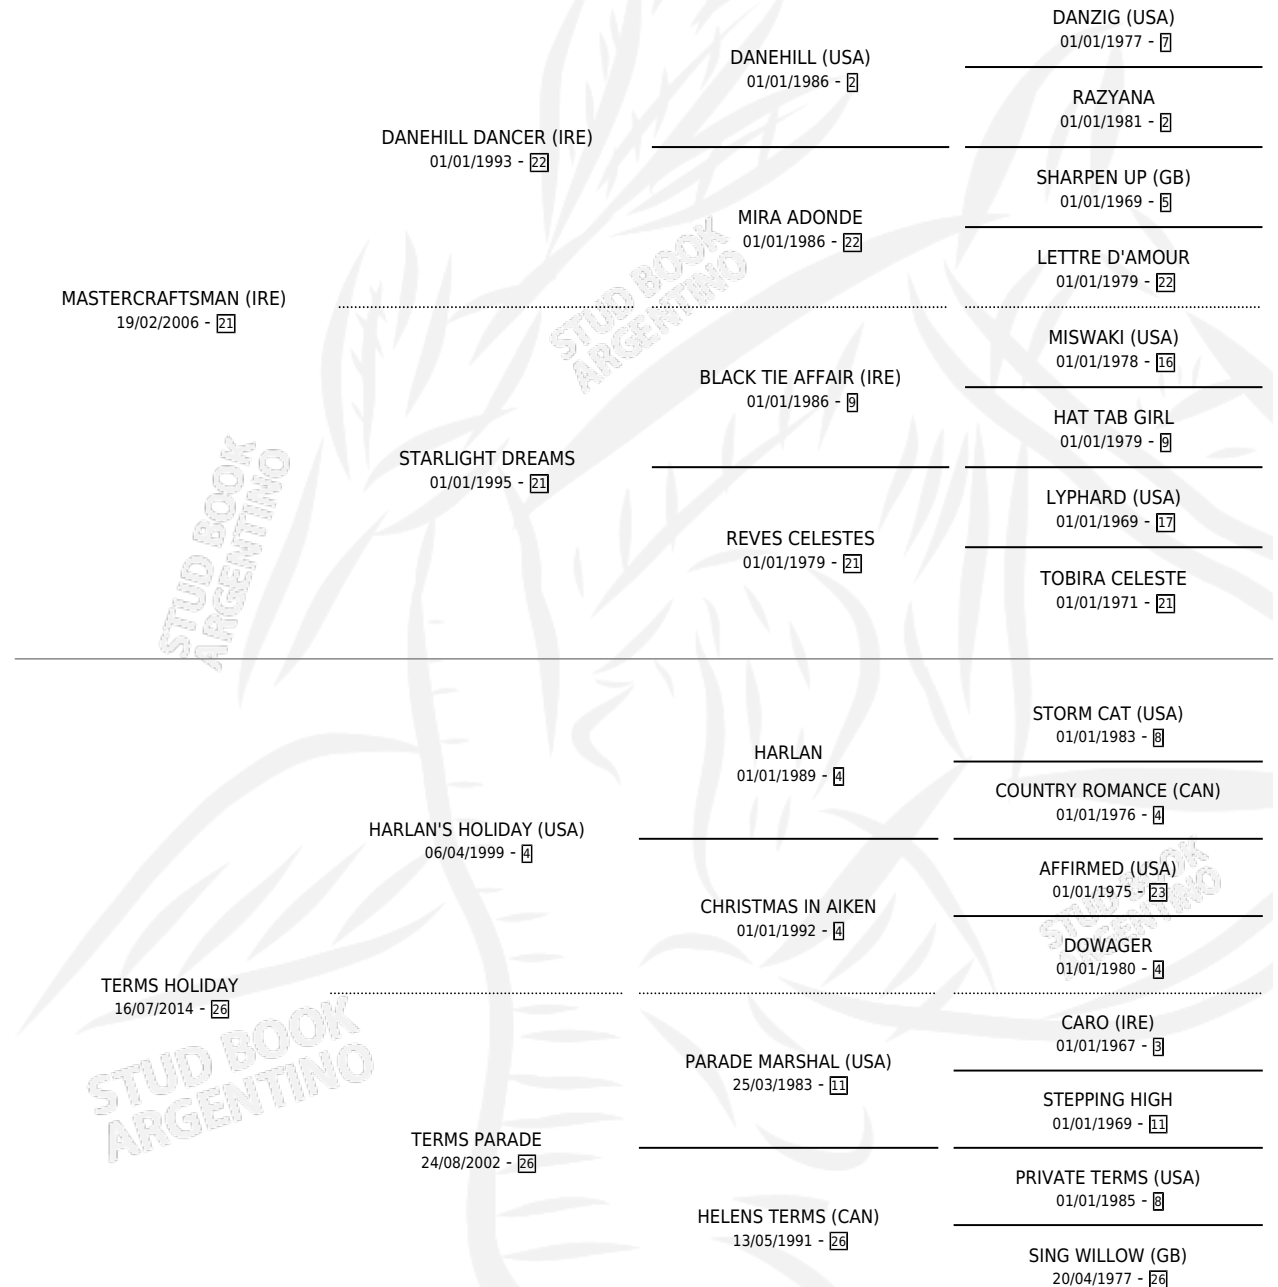 DANZIG (USA)
01/01/1977 - 7
DANEHILL (USA)
01/01/1986 - 2
RAZYANA
01/01/1981 - 2
DANEHILL DANCER (IRE)
01/01/1993 - 22
SHARPEN UP (GB)
01/01/1969 - 5
MIRA ADONDE
01/01/1986 - 22
LETTRE D'AMOUR
01/01/1979 - 22
MASTERCRAFTSMAN (IRE)
19/02/2006 - 21
STUD BOOK
ARGENTINO
MISWAKI (USA)
01/01/1978 - 16
BLACK TIE AFFAIR (IRE)
01/01/1986 - 9
HAT TAB GIRL
01/01/1979 - 9
STARLIGHT DREAMS
01/01/1995 - 21
LYPHARD (USA)
01/01/1969 - 17
REVES CELESTES
01/01/1979 - 21
TOBIRA CELESTE
01/01/1971 - 21
STUD BOOK
ARGENTINO
STORM CAT (USA)
01/01/1983 - 8
HARLAN
01/01/1989 - 4
COUNTRY ROMANCE (CAN)
01/01/1976 - 4
HARLAN'S HOLIDAY (USA)
06/04/1999 - 4
AFFIRMED (USA)
01/01/1975 - 23
CHRISTMAS IN AIKEN
01/01/1992 - 4
STUD BOOK
ARGENTINO
DOWAGER
01/01/1980 - 4
TERMS HOLIDAY
16/07/2014 - 26
STUD BOOK
ARGENTINO
CARO (IRE)
01/01/1967 - 3
PARADE MARSHAL (USA)
25/03/1983 - 11
STEPPING HIGH
01/01/1969 - 11
TERMS PARADE
24/08/2002 - 26
PRIVATE TERMS (USA)
01/01/1985 - 8
HELENS TERMS (CAN)
13/05/1991 - 26
SING WILLOW (GB)
20/04/1977 - 26